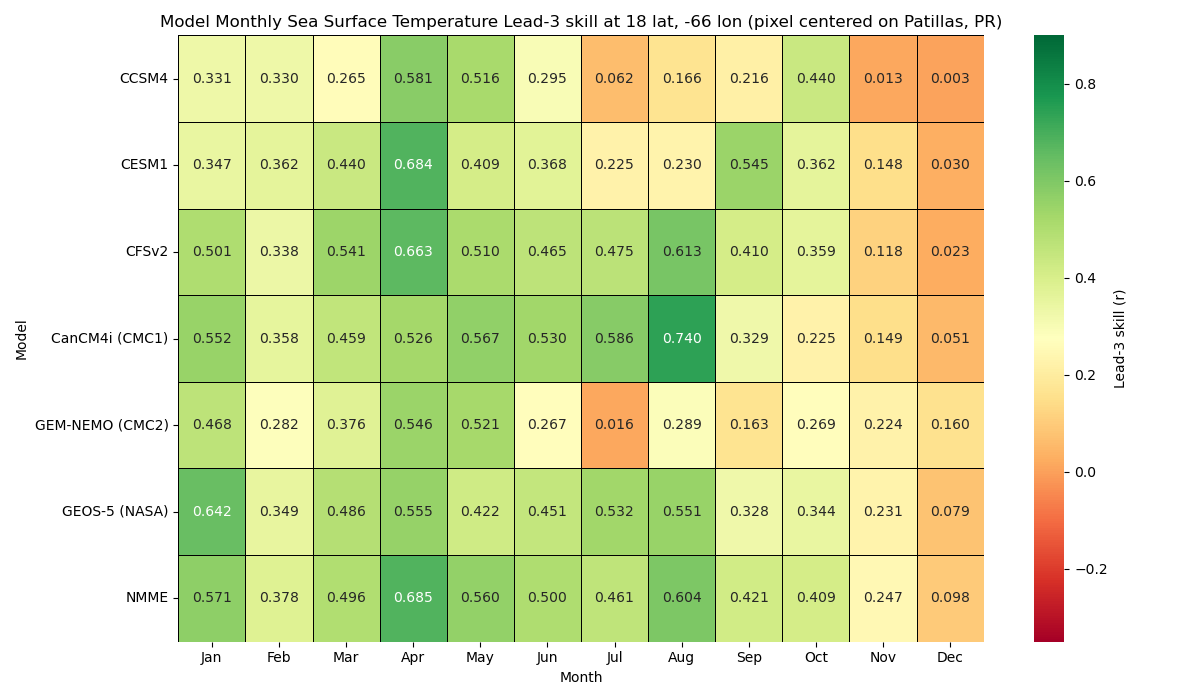 Model Monthly Sea Surface Temperature Lead-3 skill at 18 lat, -66 lon (pixel centered on Patillas, PR)
CCSM4 0.331 0.330 0.265 0.581 0.516 0.295 0.062 0.166 0.216 0.440 0.013 0.003
CESM1 0.347 0.362 0.440 0.684 0.409 0.368 0.225 0.230 0.545 0.362 0.148 0.030
CFSv2 0.501 0.338 0.541 0.663 0.510 0.465 0.475 0.613 0.410 0.359 0.118 0.023
CanCM4i (CMC1) 0.552 0.358 0.459 0.526 0.567 0.530 0.586 0.740 0.329 0.225 0.149 0.051
GEM-NEMO (CMC2) 0.468 0.282 0.376 0.546 0.521 0.267 0.016 0.289 0.163 0.269 0.224 0.160
GEOS-5 (NASA) 0.642 0.349 0.486 0.555 0.422 0.451 0.532 0.551 0.328 0.344 0.231 0.079
NMME 0.571 0.378 0.496 0.685 0.560 0.500 0.461 0.604 0.421 0.409 0.247 0.098
Jan Feb Mar Apr May Jun Jul Aug Sep Oct Nov Dec
Month
Model
0.8
0.6
0.4
0.2
0.0
−0.2
Lead-3 skill (r)